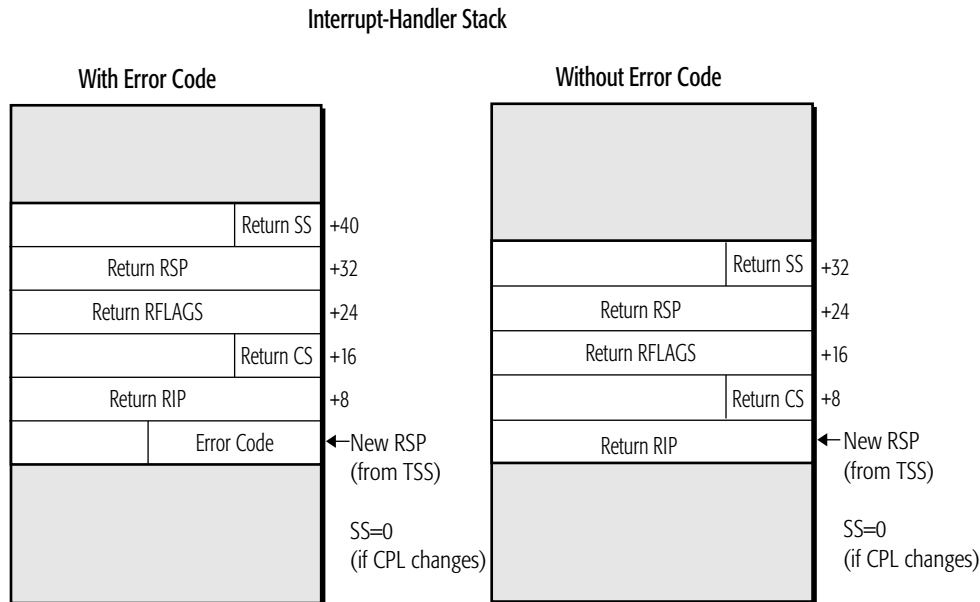 Interrupt-Handler Stack
With Error Code
Return SS
+40
Return RSP
+32
Return RFLAGS
+24
Return CS
+16
Return RIP
+8
Error Code
New RSP
(from TSS)
SS=0
(if CPL changes)
Without Error Code
Return SS
+32
Return RSP
+24
Return RFLAGS
+16
Return CS
+8
Return RIP
New RSP
(from TSS)
SS=0
(if CPL changes)